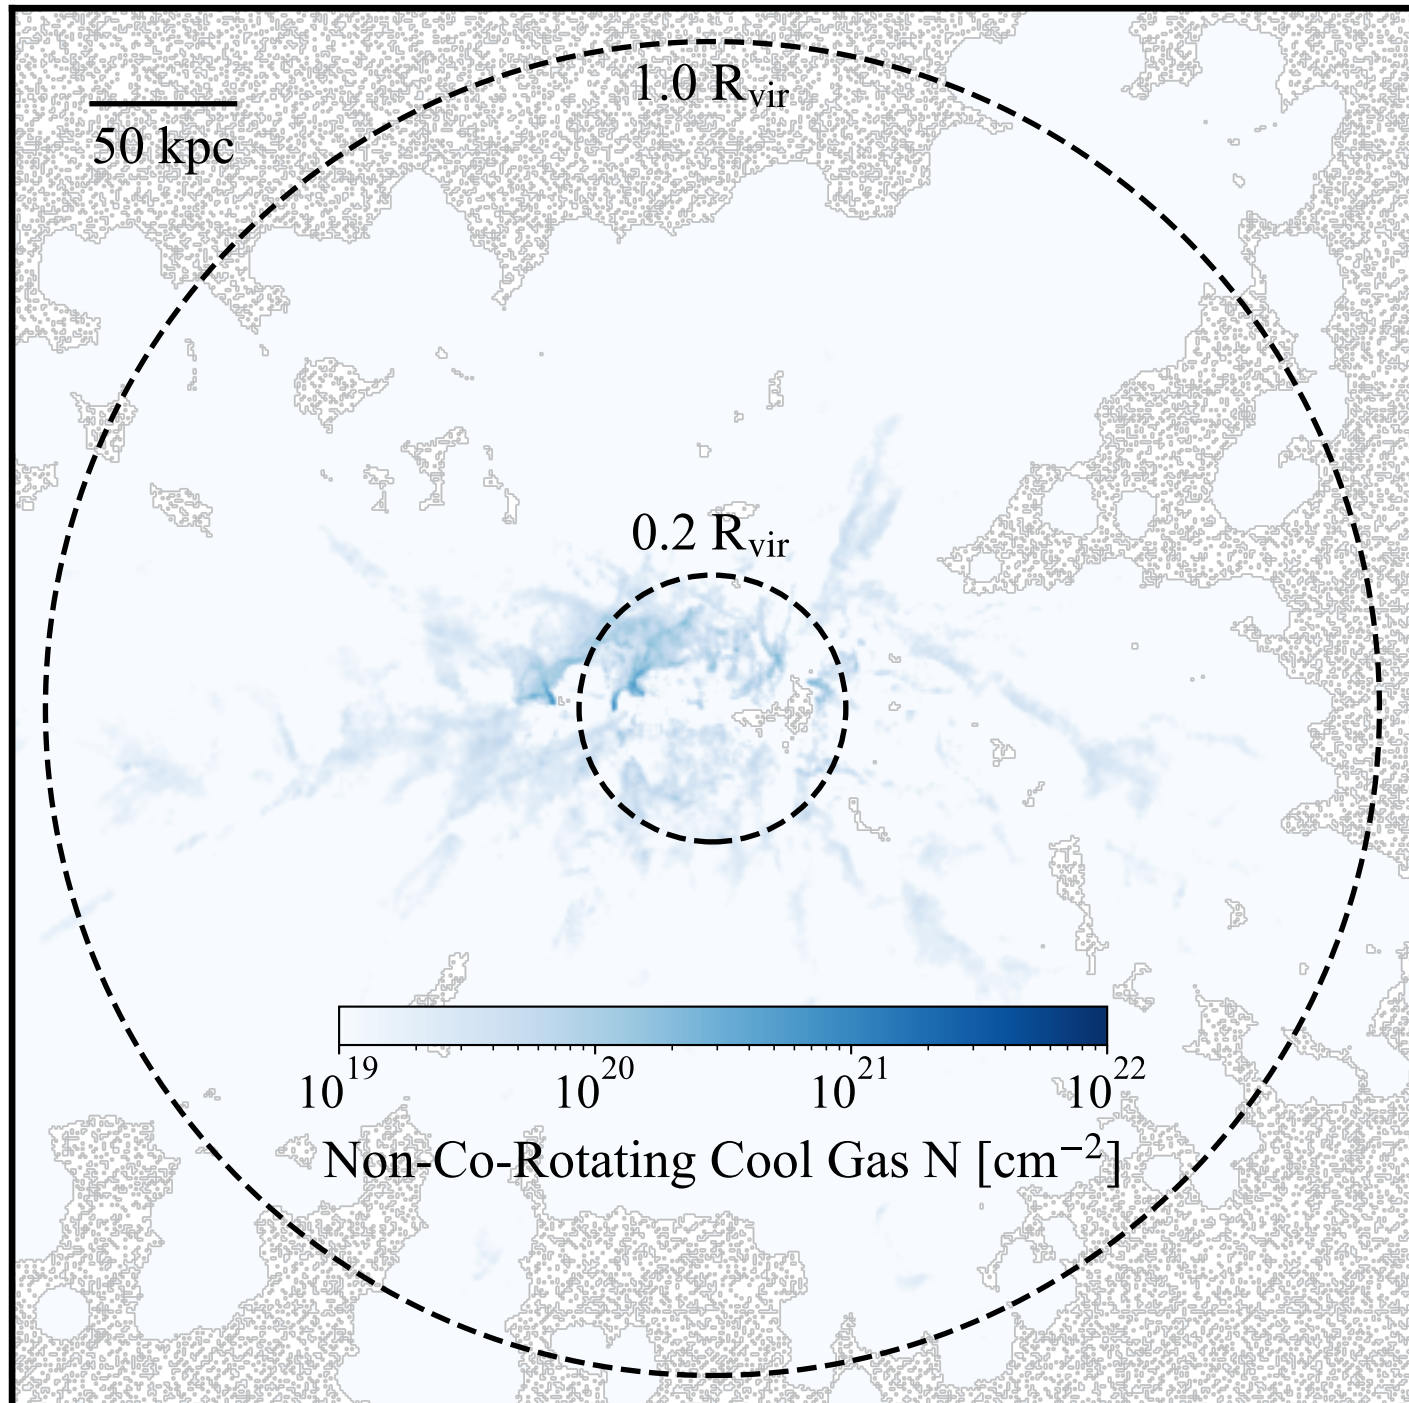 1.0 R_vir
50 kpc
0.2 R_vir
10^19 10^20 10^21 10^22
Non-Co-Rotating Cool Gas N [cm^−2]